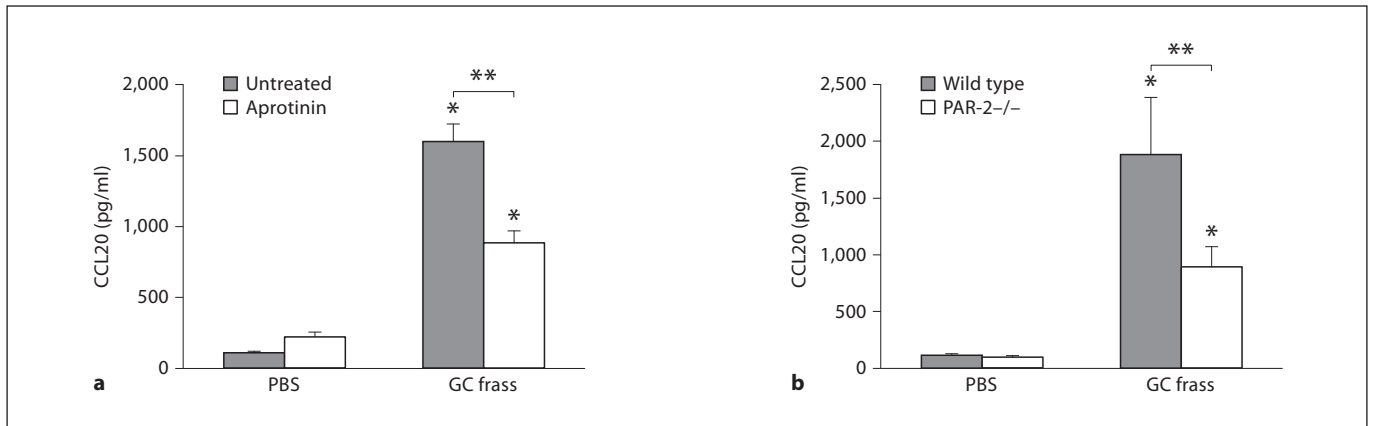 2,000
1,500
1,000
500
0
CCL20 (pg/ml)
Untreated
Aprotinin
**
*
*
PBS
GC frass
a
2,500
2,000
1,500
1,000
500
0
CCL20 (pg/ml)
Wild type
PAR-2–/–
**
*
*
PBS
GC frass
b